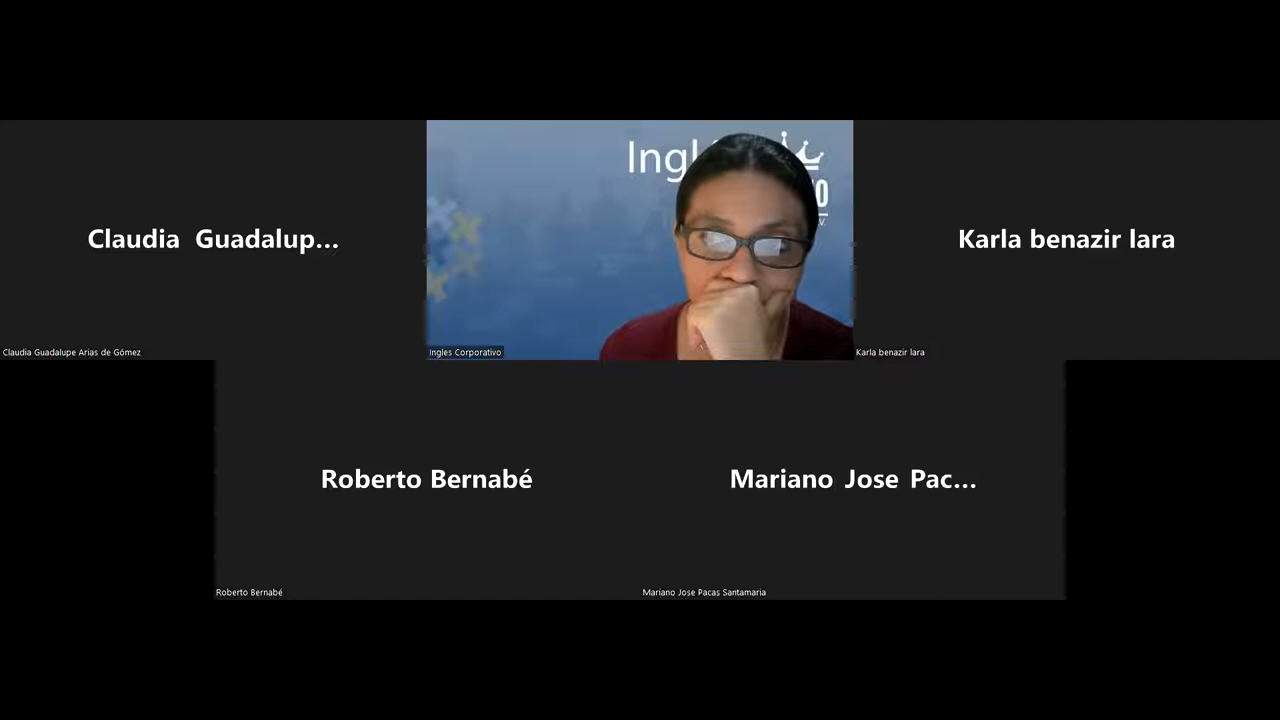 Claudia Guadalup...
Claudia Guadalupe Arias de Gómez
Ingl
Ingles Corporativo
Karla benazir lara
Karla benazir lara
Roberto Bernabé
Roberto Bernabé
Mariano Jose Pac...
Mariano Jose Pacas Santamaria